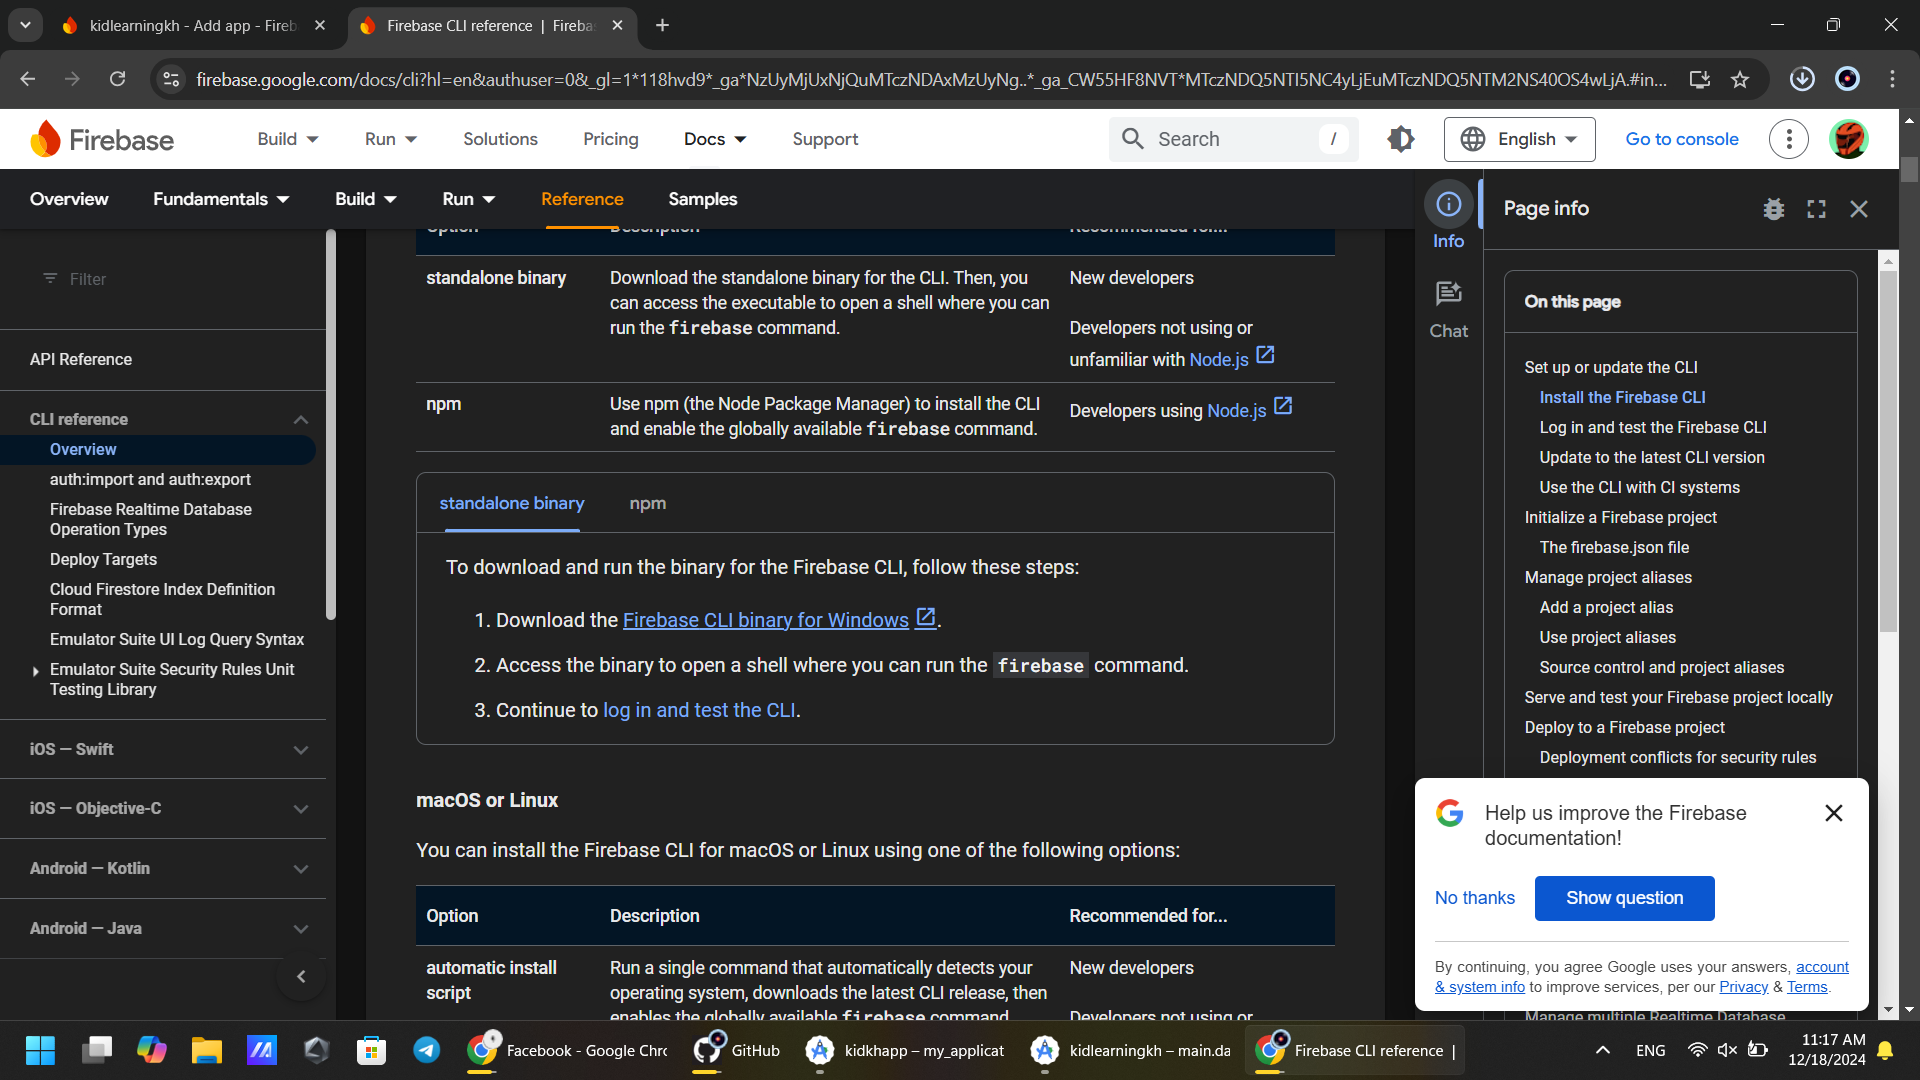 kidlearningkh - Add app - Fireb
Firebase CLI reference | Fireba
firebase.google.com/docs/cli?hl=en&authuser=0&_gl=1*118hvd9*_ga*NzUyMjUxNjQuMTczNDAxMzUyNg..*_ga_CW55HF8NVT*MTczNDQ5NTI5NC4yLjEuMTczNDQ5NTM2NS40OS4wLjA.#in...
Firebase
Build
Run
Solutions
Pricing
Docs
Support
Search
/
English
Go to console
Overview
Fundamentals
Build
Run
Reference
Samples
Filter
API Reference
CLI reference
Overview
auth:import and auth:export
Firebase Realtime Database
Operation Types
Deploy Targets
Cloud Firestore Index Definition
Format
Emulator Suite UI Log Query Syntax
Emulator Suite Security Rules Unit
Testing Library
iOS — Swift
iOS — Objective-C
Android — Kotlin
Android — Java
Option
Description
Recommended for...
standalone binary
Download the standalone binary for the CLI. Then, you
can access the executable to open a shell where you can
run the firebase command.
New developers
Developers not using or
unfamiliar with Node.js
npm
Use npm (the Node Package Manager) to install the CLI
and enable the globally available firebase command.
Developers using Node.js
standalone binary
npm
To download and run the binary for the Firebase CLI, follow these steps:
1. Download the Firebase CLI binary for Windows.
2. Access the binary to open a shell where you can run the firebase command.
3. Continue to log in and test the CLI.
macOS or Linux
You can install the Firebase CLI for macOS or Linux using one of the following options:
Option
Description
Recommended for...
automatic install
script
Run a single command that automatically detects your
operating system, downloads the latest CLI release, then
enables the globally available firebase command
New developers
Developers not using or
Info
Chat
Page info
On this page
Set up or update the CLI
Install the Firebase CLI
Log in and test the Firebase CLI
Update to the latest CLI version
Use the CLI with CI systems
Initialize a Firebase project
The firebase.json file
Manage project aliases
Add a project alias
Use project aliases
Source control and project aliases
Serve and test your Firebase project locally
Deploy to a Firebase project
Deployment conflicts for security rules
Help us improve the Firebase
documentation!
No thanks
Show question
By continuing, you agree Google uses your answers, account
& system info to improve services, per our Privacy & Terms.
Manage multiple Realtime Database
Facebook - Google Chro
GitHub
kidkhapp – my_applicat
kidlearningkh – main.da
Firebase CLI reference |
ENG
11:17 AM
12/18/2024